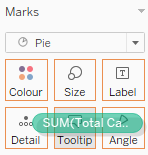 Marks
Pie
Colour Size Label
SUM(Total Ca..
Detail Tooltip Angle